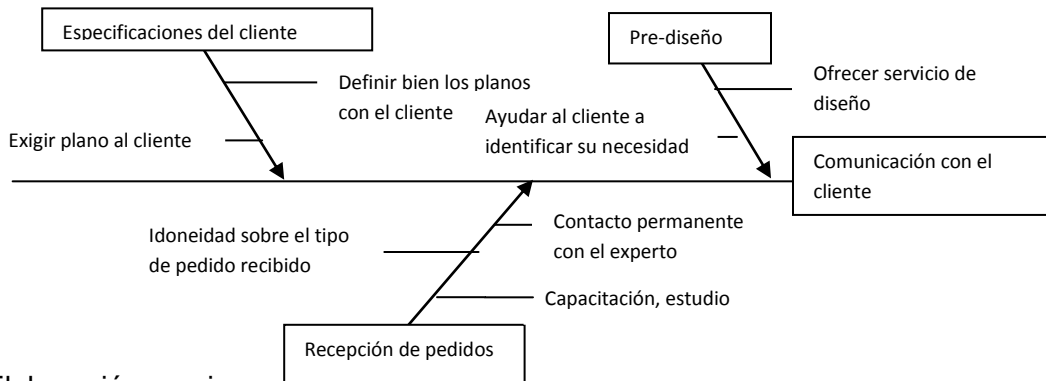 Especificaciones del cliente
Pre-diseño
Definir bien los planos
con el cliente
Ofrecer servicio de
diseño
Exigir plano al cliente
Ayudar al cliente a
identificar su necesidad
Comunicación con el
cliente
Idoneidad sobre el tipo
de pedido recibido
Contacto permanente
con el experto
Capacitación, estudio
Recepción de pedidos